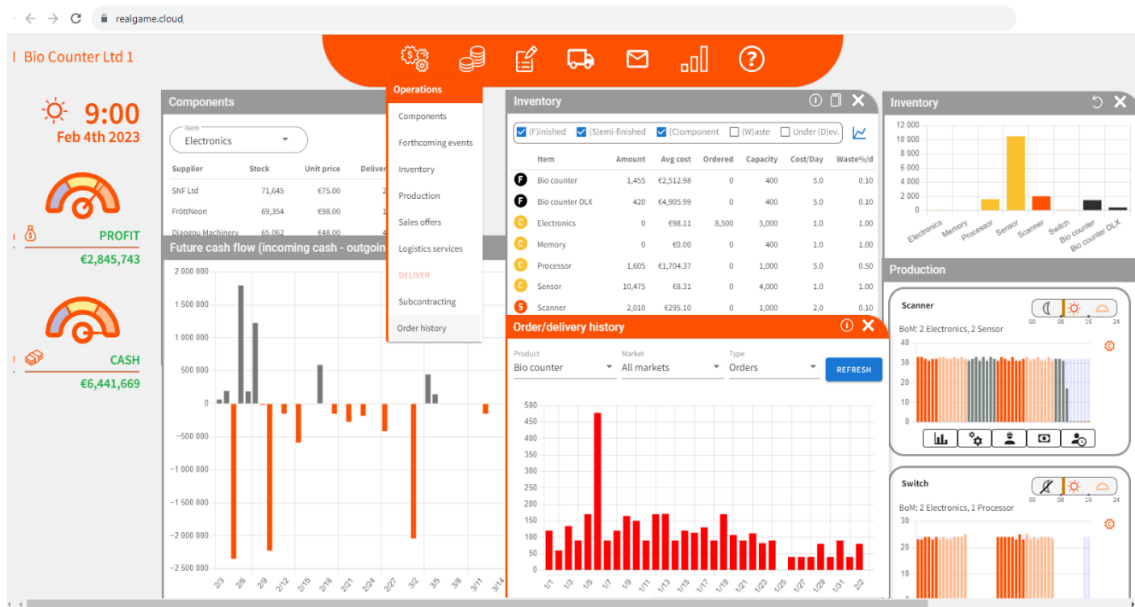 realgame.cloud
Bio Counter Ltd 1
9:00
Feb 4th 2023
PROFIT
€2,845,743
CASH
€6,441,669
Components
Item
Electronics
Supplier Stock Unit price
SNF Ltd 71,645 €75.00
FröttNeon 69,354 €98.00
Diaoqou Machinery 65,062 €48.00
Future cash flow (incoming cash - outgoin
2 000 000
1 500 000
500 000
0
−500 000
−1 000 000
−1 500 000
−2 000 000
−2 500 000
2/3 2/6 2/9 2/12 2/15 2/18 2/21 2/24 2/27 3/2 3/5 3/8 3/11 3/14
Operations
Components
Forthcoming events
Inventory
Production
Sales offers
Logistics services
DELIVER
Subcontracting
Order history
Inventory
(F)inished (S)emi-finished (C)omponent (W)aste Under (D)ev.
Item Amount Avg cost Ordered Capacity Cost/Day Waste%/d
F Bio counter 1,455 €2,512.98 0 400 5.0 0.10
F Bio counter DLX 420 €4,905.99 0 400 5.0 0.10
C Electronics 0 €98.11 8,500 5,000 1.0 1.00
C Memory 0 €0.00 0 400 1.0 1.00
C Processor 1,605 €1,704.37 0 1,000 5.0 0.50
C Sensor 10,475 €8.31 0 4,000 1.0 1.00
S Scanner 2,010 €295.10 0 1,000 2.0 0.10
Order/delivery history
Product Market Type
Bio counter All markets Orders REFRESH
500
450
400
350
300
250
200
150
100
50
0
1/1 1/3 1/5 1/7 1/9 1/11 1/13 1/15 1/17 1/19 1/21 1/23 1/25 1/27 1/29 1/31 2/2
Inventory
12 000
10 000
8 000
6 000
4 000
2 000
0
Electronics Memory Processor Sensor Scanner Switch Bio counter Bio counter DLX
Production
Scanner
00 08 16 24
BoM: 2 Electronics, 2 Sensor
40
30
20
10
0
Switch
00 08 16 24
BoM: 2 Electronics, 1 Processor
30
20
10